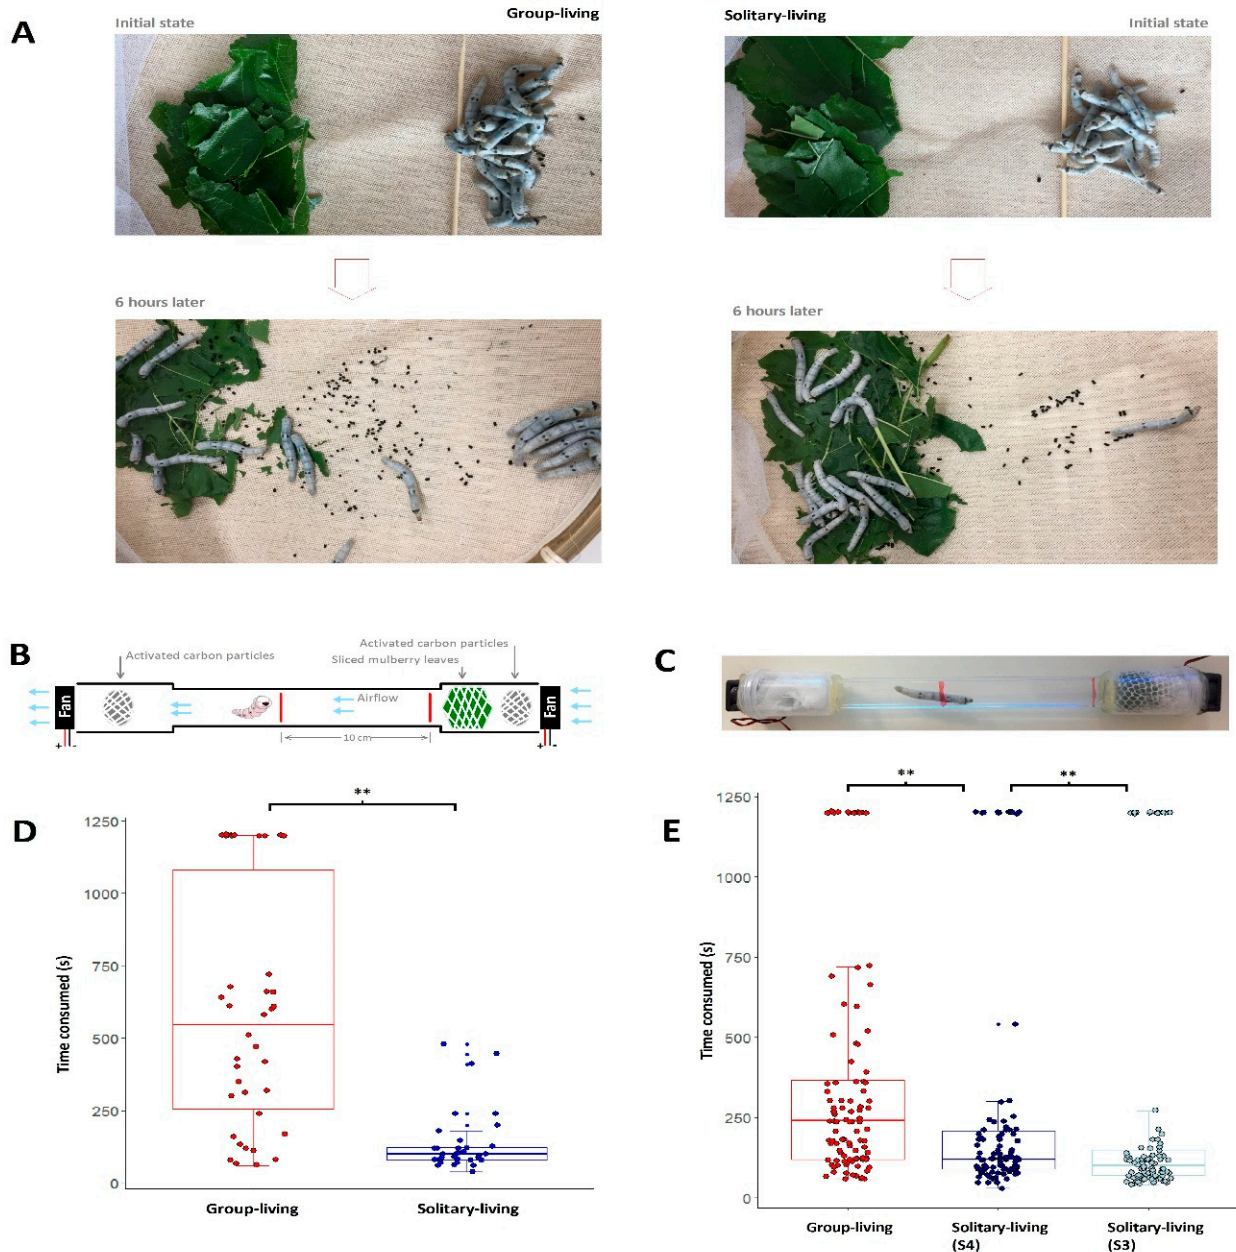 A
Group-living
Initial state
Solitary-living
Initial state
6 hours later
6 hours later
B
Activated carbon particles
Activated carbon particles
Sliced mulberry leaves
Fan
Airflow
Fan
10 cm
+ -
+ -
C
D
**
1250
1000
750
500
250
0
Time consumed (s)
Group-living
Solitary-living
E
**
**
1250
1000
750
500
250
0
Time consumed (s)
Group-living
Solitary-living
(S4)
Solitary-living
(S3)